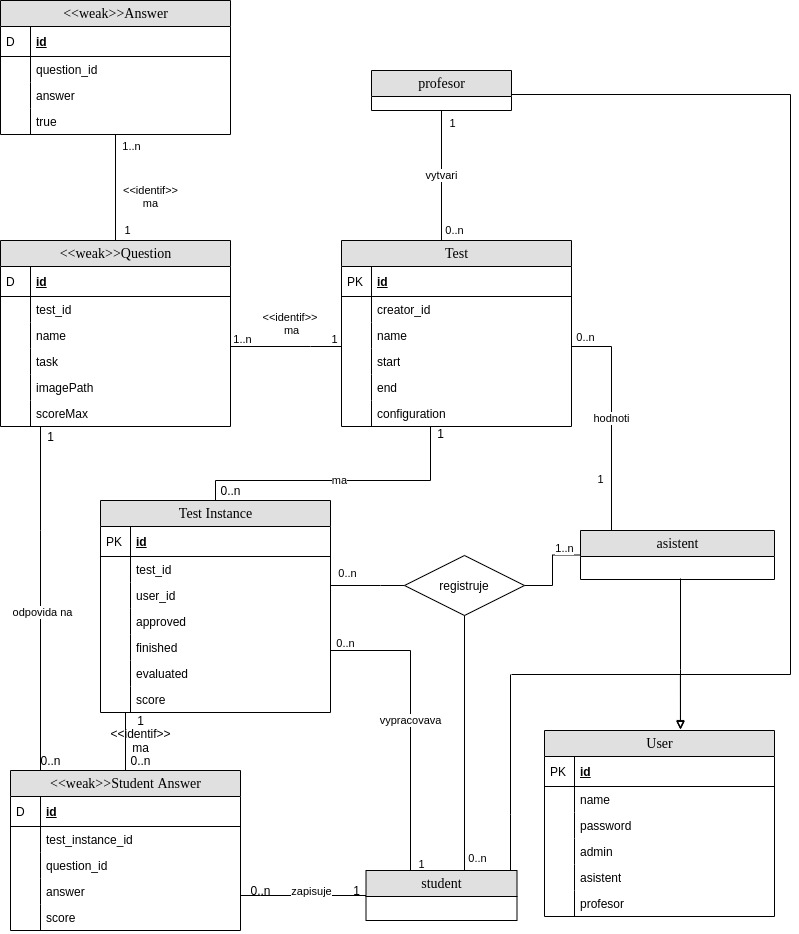 <<weak>>Answer
D id
question_id
answer
true
1..n
<<identif>>
ma
1
profesor
1
vytvari
0..n
<<weak>>Question
D id
test_id
name
task
imagePath
scoreMax
1
<<identif>>
ma
1..n
1
Test
PK id
creator_id
name
start
end
configuration
1
0..n
hodnoti
1
ma
0..n
Test Instance
PK id
test_id
user_id
approved
finished
evaluated
score
1
<<identif>>
ma
0..n
odpovida na
0..n
0..n
registruje
1..n
asistent
0..n
vypracovava
1
0..n
<<weak>>Student Answer
D id
test_instance_id
question_id
answer
score
0..n
zapisuje
1
student
User
PK id
name
password
admin
asistent
profesor